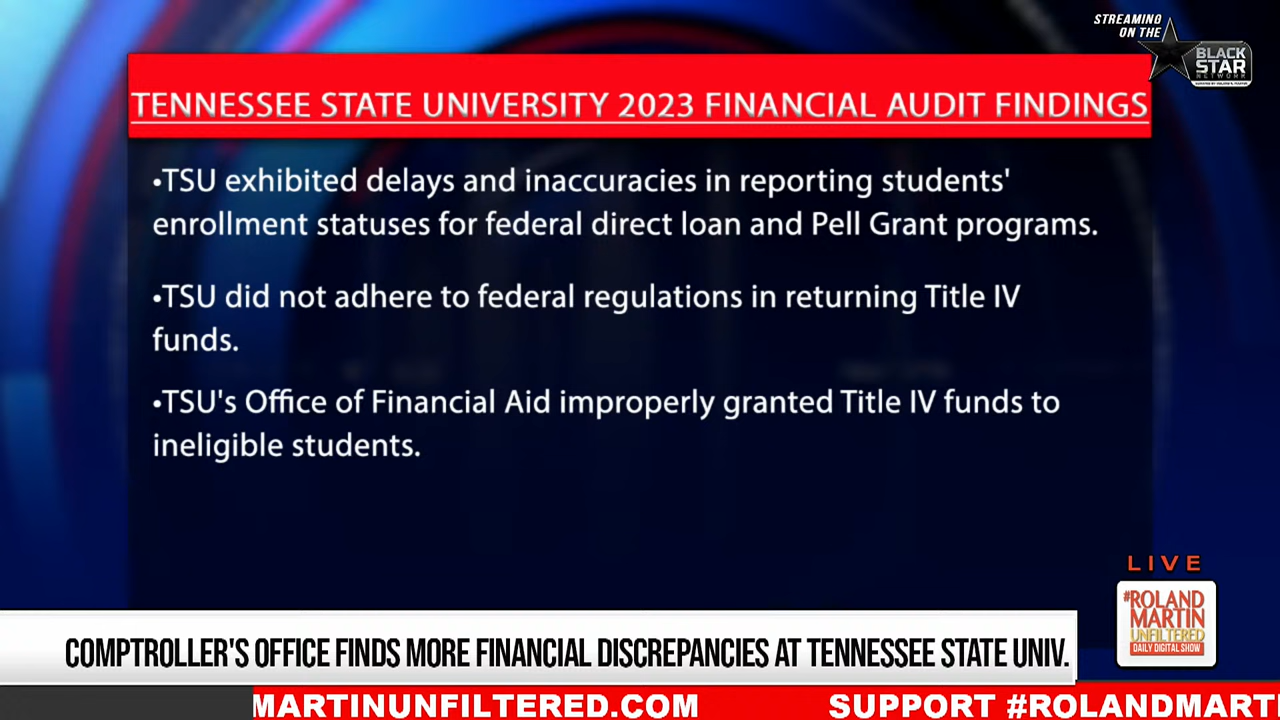 STREAMING
ON THE
BLACK
STAR
NETWORK
TENNESSEE STATE UNIVERSITY 2023 FINANCIAL AUDIT FINDINGS
•TSU exhibited delays and inaccuracies in reporting students'
enrollment statuses for federal direct loan and Pell Grant programs.
•TSU did not adhere to federal regulations in returning Title IV
funds.
•TSU's Office of Financial Aid improperly granted Title IV funds to
ineligible students.
LIVE
#ROLAND
MARTIN
UNFILTERED
DAILY DIGITAL SHOW
COMPTROLLER'S OFFICE FINDS MORE FINANCIAL DISCREPANCIES AT TENNESSEE STATE UNIV.
MARTINUNFILTERED.COM SUPPORT #ROLANDMART